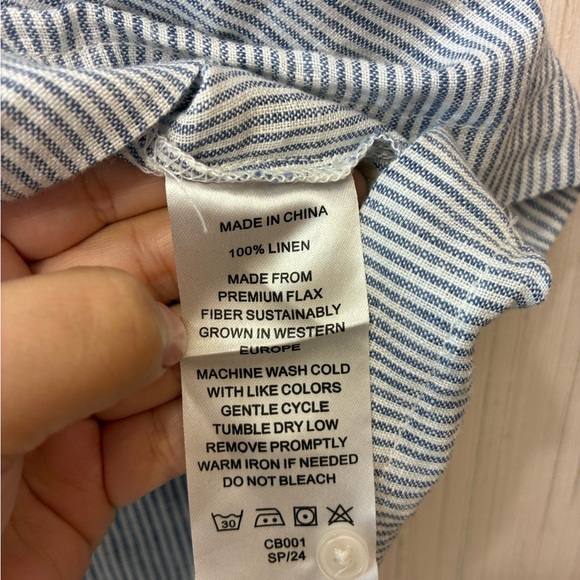 MADE IN CHINA
100% LINEN
MADE FROM
PREMIUM FLAX
FIBER SUSTAINABLY
GROWN IN WESTERN
EUROPE
MACHINE WASH COLD
WITH LIKE COLORS
GENTLE CYCLE
TUMBLE DRY LOW
REMOVE PROMPTLY
WARM IRON IF NEEDED
DO NOT BLEACH
30
CB001
SP/24